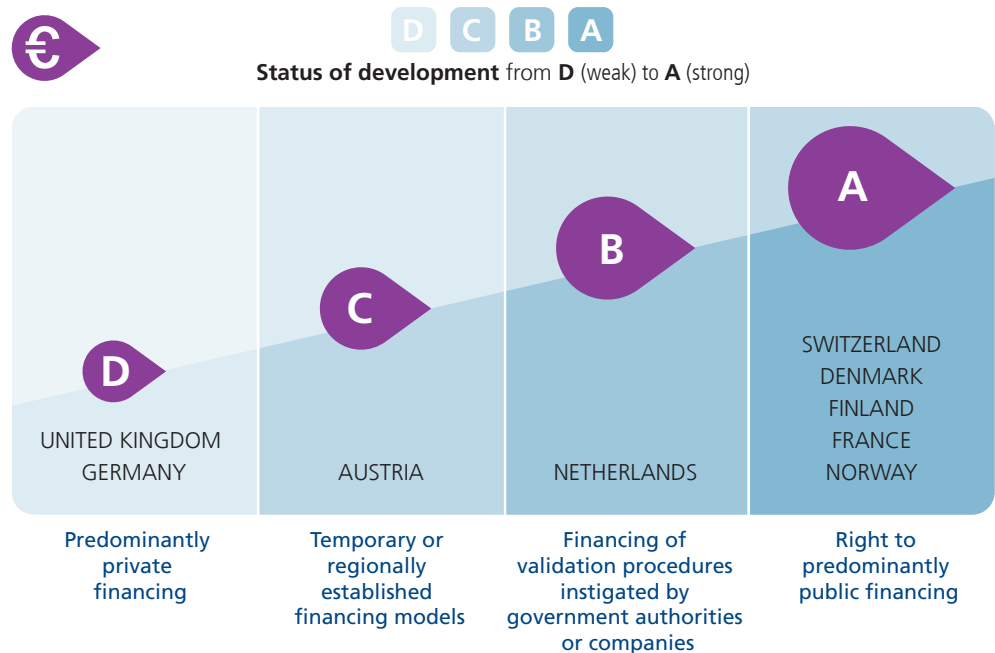 €
D C B A
Status of development from D (weak) to A (strong)
D
UNITED KINGDOM
GERMANY
Predominantly
private
financing
C
AUSTRIA
Temporary or
regionally
established
financing models
B
NETHERLANDS
Financing of
validation procedures
instigated by
government authorities
or companies
A
SWITZERLAND
DENMARK
FINLAND
FRANCE
NORWAY
Right to
predominantly
public financing